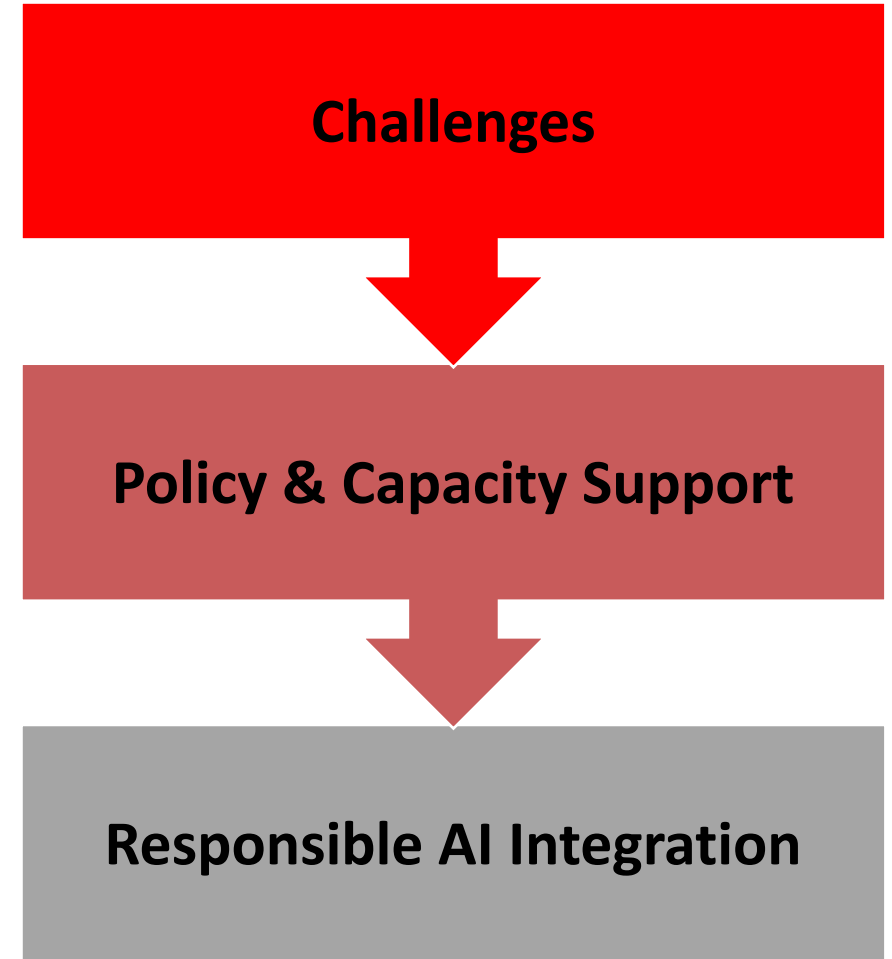 Challenges
Policy & Capacity Support
Responsible AI Integration